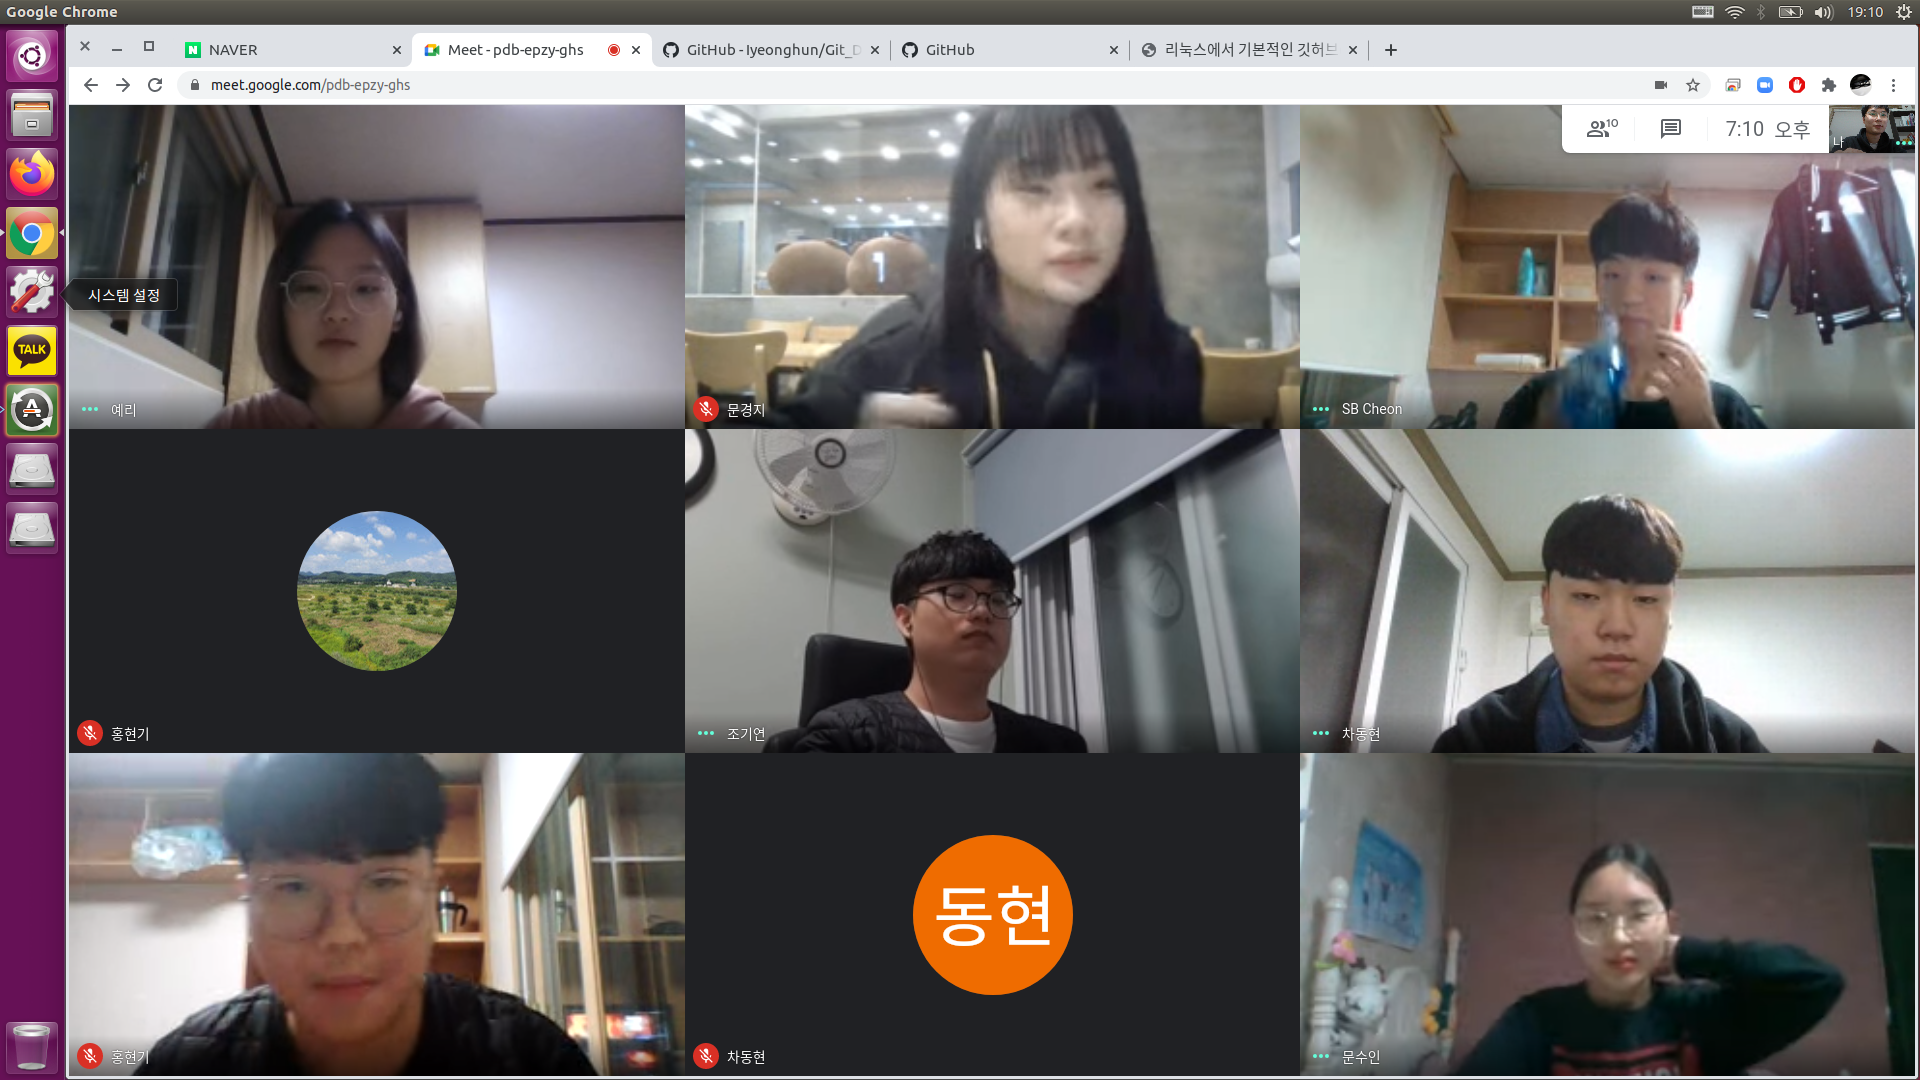 Google Chrome
19:10
NAVER
Meet - pdb-epzy-ghs
GitHub - Iyeonghun/Git_D
GitHub
리눅스에서 기본적인 깃허브
meet.google.com/pdb-epzy-ghs
10
7:10 오후
나
시스템 설정
TALK
예리
문경지
SB Cheon
홍현기
조기연
차동현
홍현기
동현
차동현
문수인